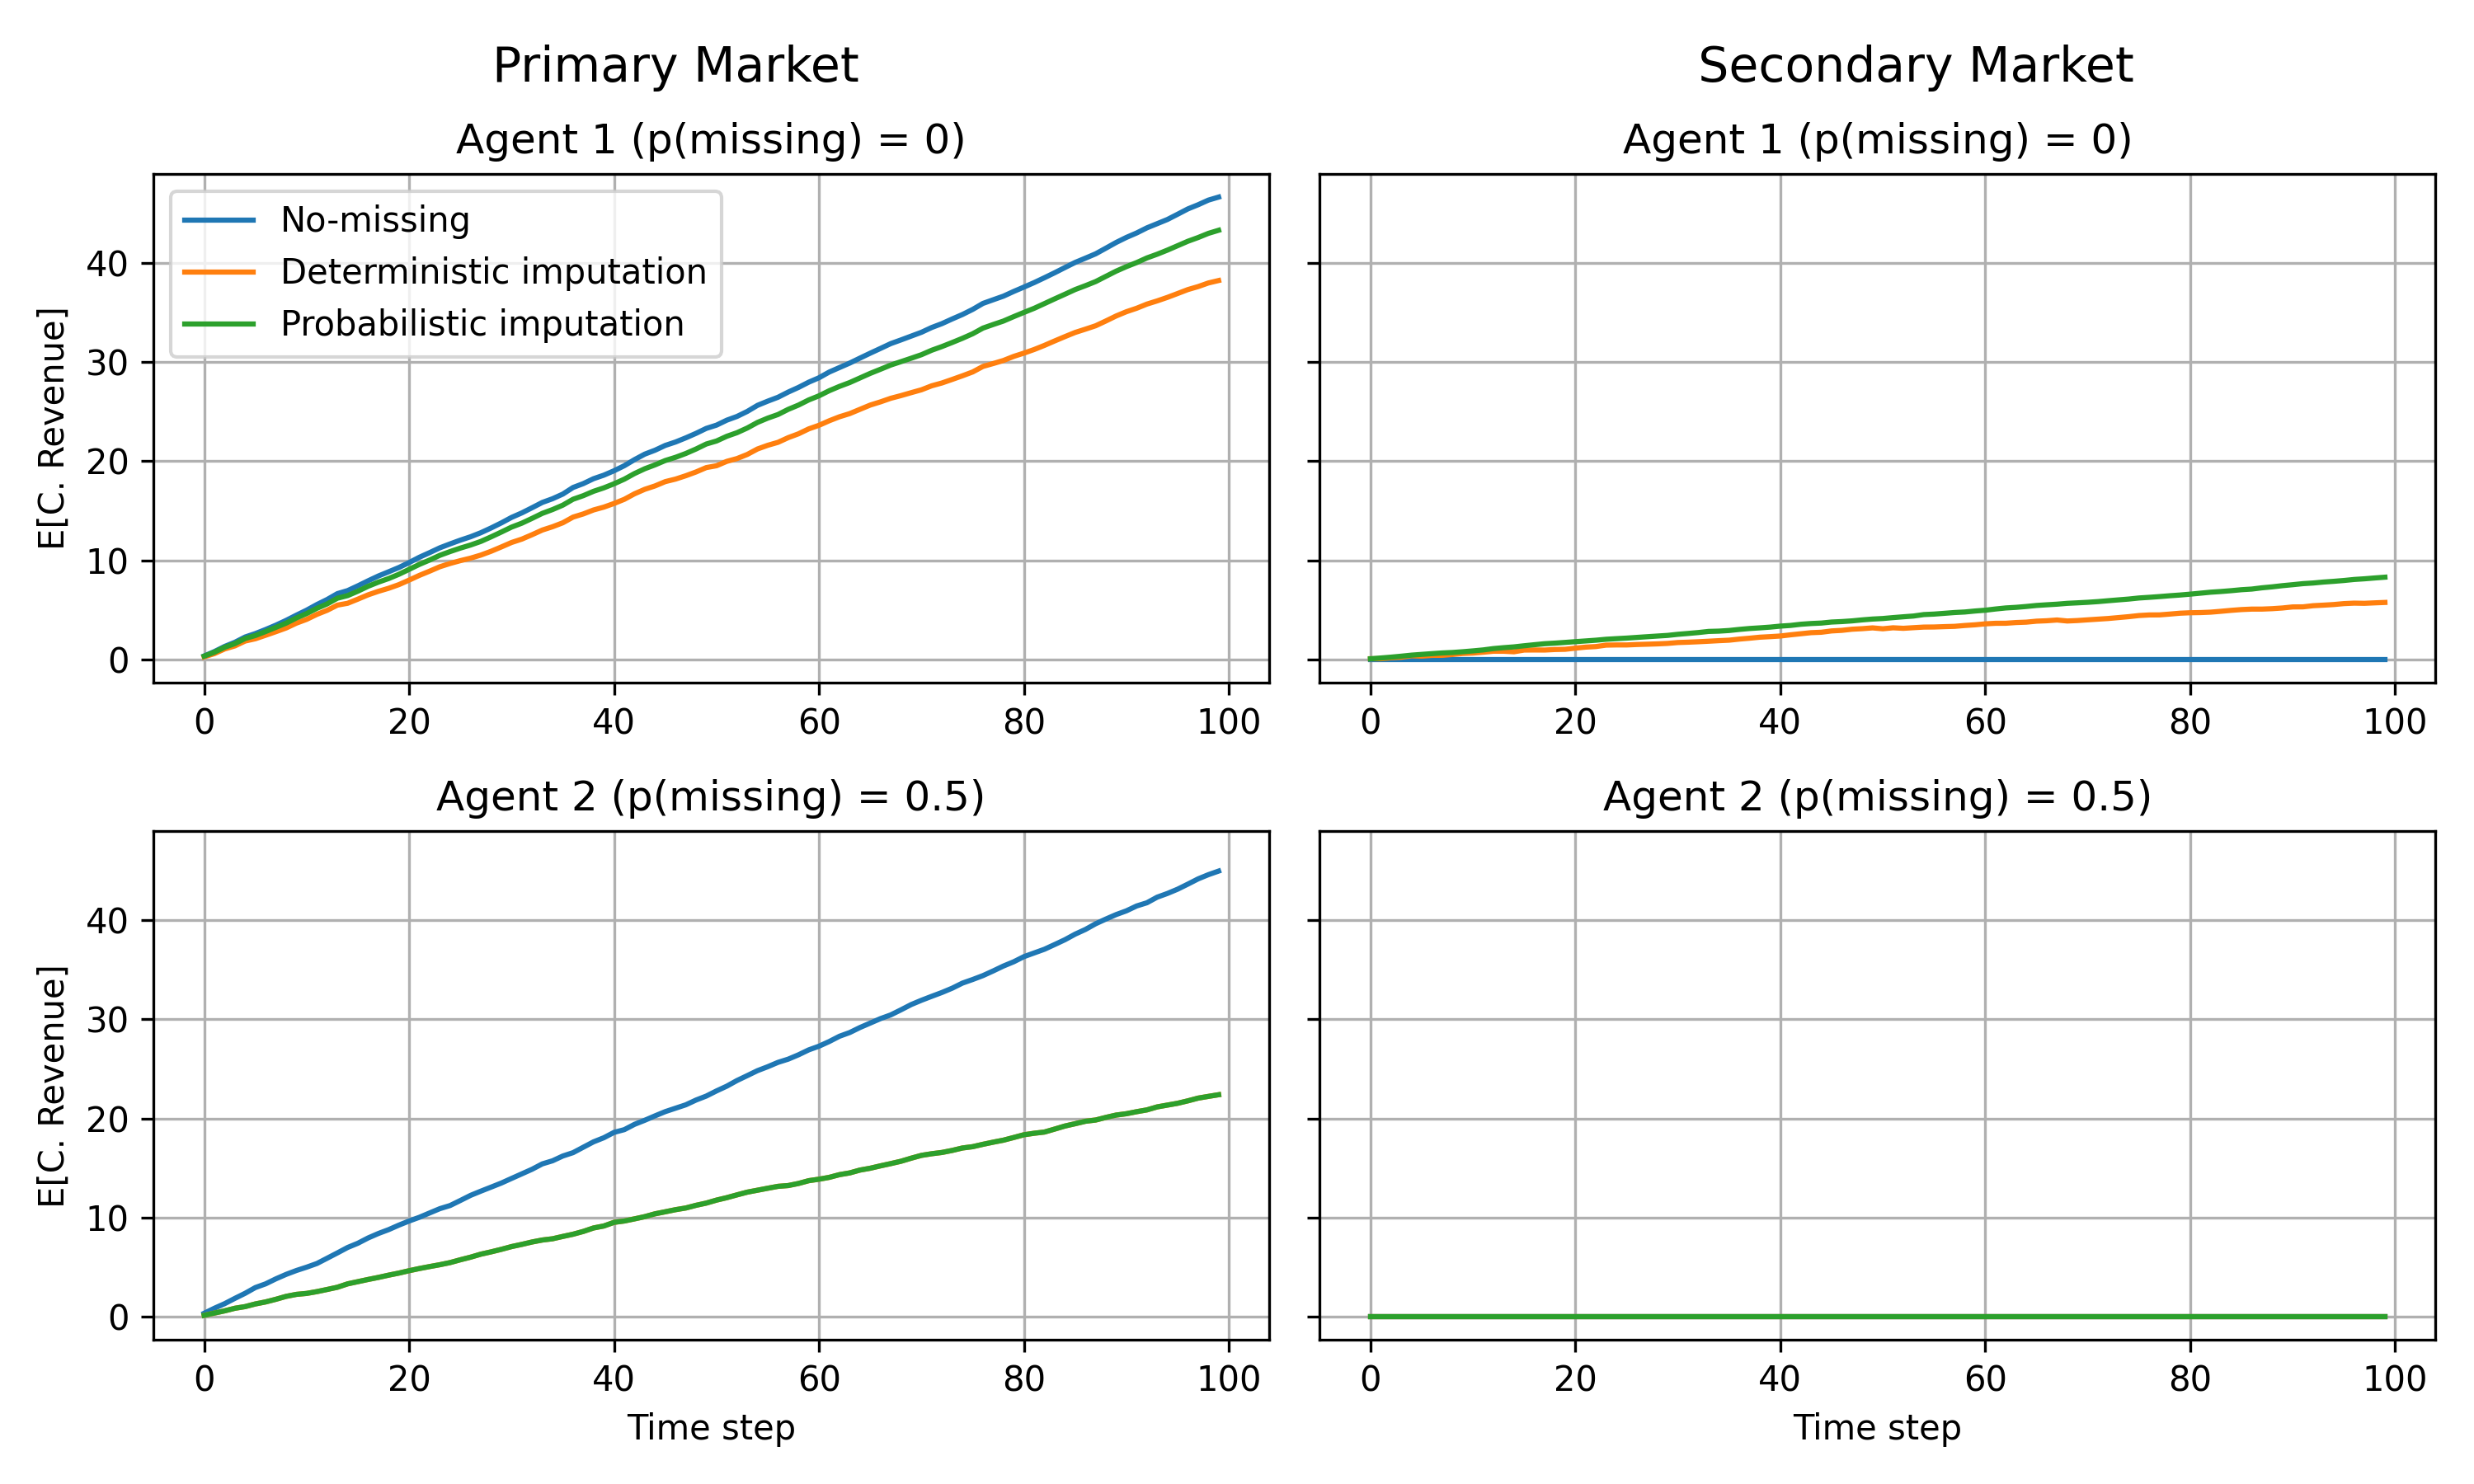 Primary Market
Secondary Market
Agent 1 (p(missing) = 0)
Agent 1 (p(missing) = 0)
No-missing
Deterministic imputation
Probabilistic imputation
E[C. Revenue]
40
30
20
10
0
0 20 40 60 80 100
0 20 40 60 80 100
Agent 2 (p(missing) = 0.5)
Agent 2 (p(missing) = 0.5)
E[C. Revenue]
40
30
20
10
0
0 20 40 60 80 100
0 20 40 60 80 100
Time step
Time step